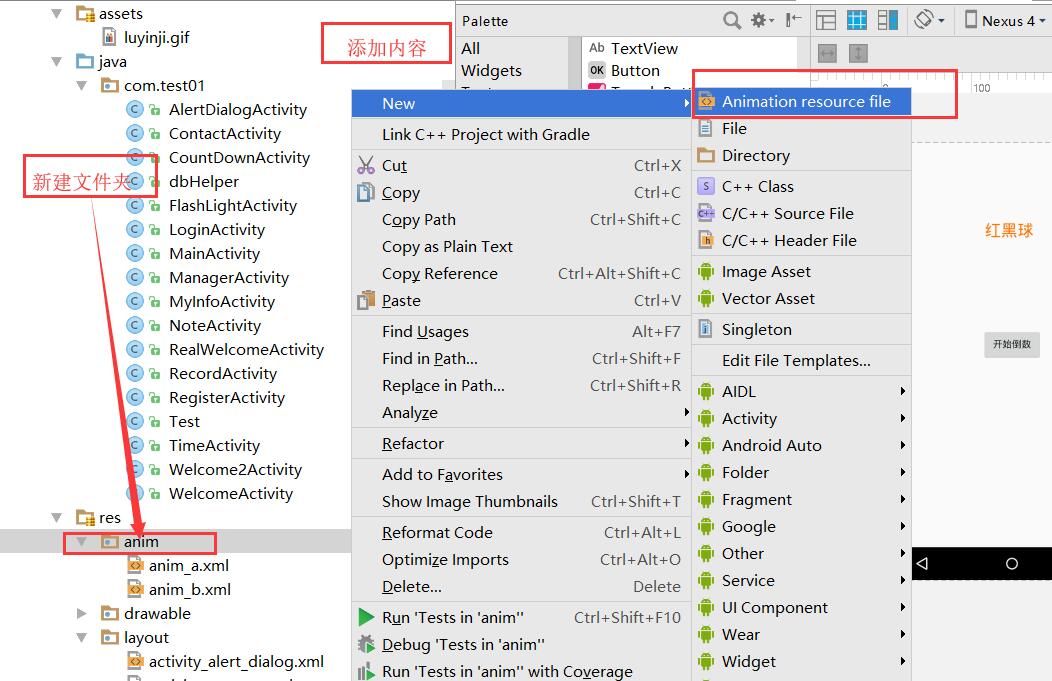 assets
luyinji.gif
java
com.test01
AlertDialogActivity
ContactActivity
CountDownActivity
dbHelper
FlashLightActivity
LoginActivity
MainActivity
ManagerActivity
MyInfoActivity
NoteActivity
RealWelcomeActivity
RecordActivity
RegisterActivity
Test
TimeActivity
Welcome2Activity
WelcomeActivity
res
anim
anim_a.xml
anim_b.xml
drawable
layout
activity_alert_dialog.xml
新建文件夹
添加内容
Palette
All
Widgets
Ab TextView
OK Button
Nexus 4
100
New
Link C++ Project with Gradle
Cut Ctrl+X
Copy Ctrl+C
Copy Path Ctrl+Shift+C
Copy as Plain Text
Copy Reference Ctrl+Alt+Shift+C
Paste Ctrl+V
Find Usages Alt+F7
Find in Path... Ctrl+Shift+F
Replace in Path... Ctrl+Shift+R
Analyze
Refactor
Add to Favorites
Show Image Thumbnails Ctrl+Shift+T
Reformat Code Ctrl+Alt+L
Optimize Imports Ctrl+Alt+O
Delete... Delete
Run 'Tests in 'anim'' Ctrl+Shift+F10
Debug 'Tests in 'anim''
Run 'Tests in 'anim'' with Coverage
Animation resource file
File
Directory
C++ Class
C/C++ Source File
C/C++ Header File
Image Asset
Vector Asset
Singleton
Edit File Templates...
AIDL
Activity
Android Auto
Folder
Fragment
Google
Other
Service
UI Component
Wear
Widget
红黑球
开始倒数